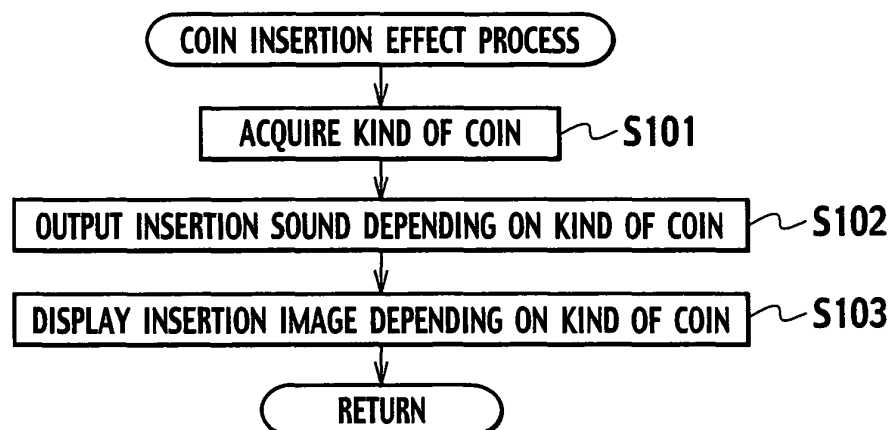 COIN INSERTION EFFECT PROCESS
ACQUIRE KIND OF COIN S101
OUTPUT INSERTION SOUND DEPENDING ON KIND OF COIN S102
DISPLAY INSERTION IMAGE DEPENDING ON KIND OF COIN S103
RETURN